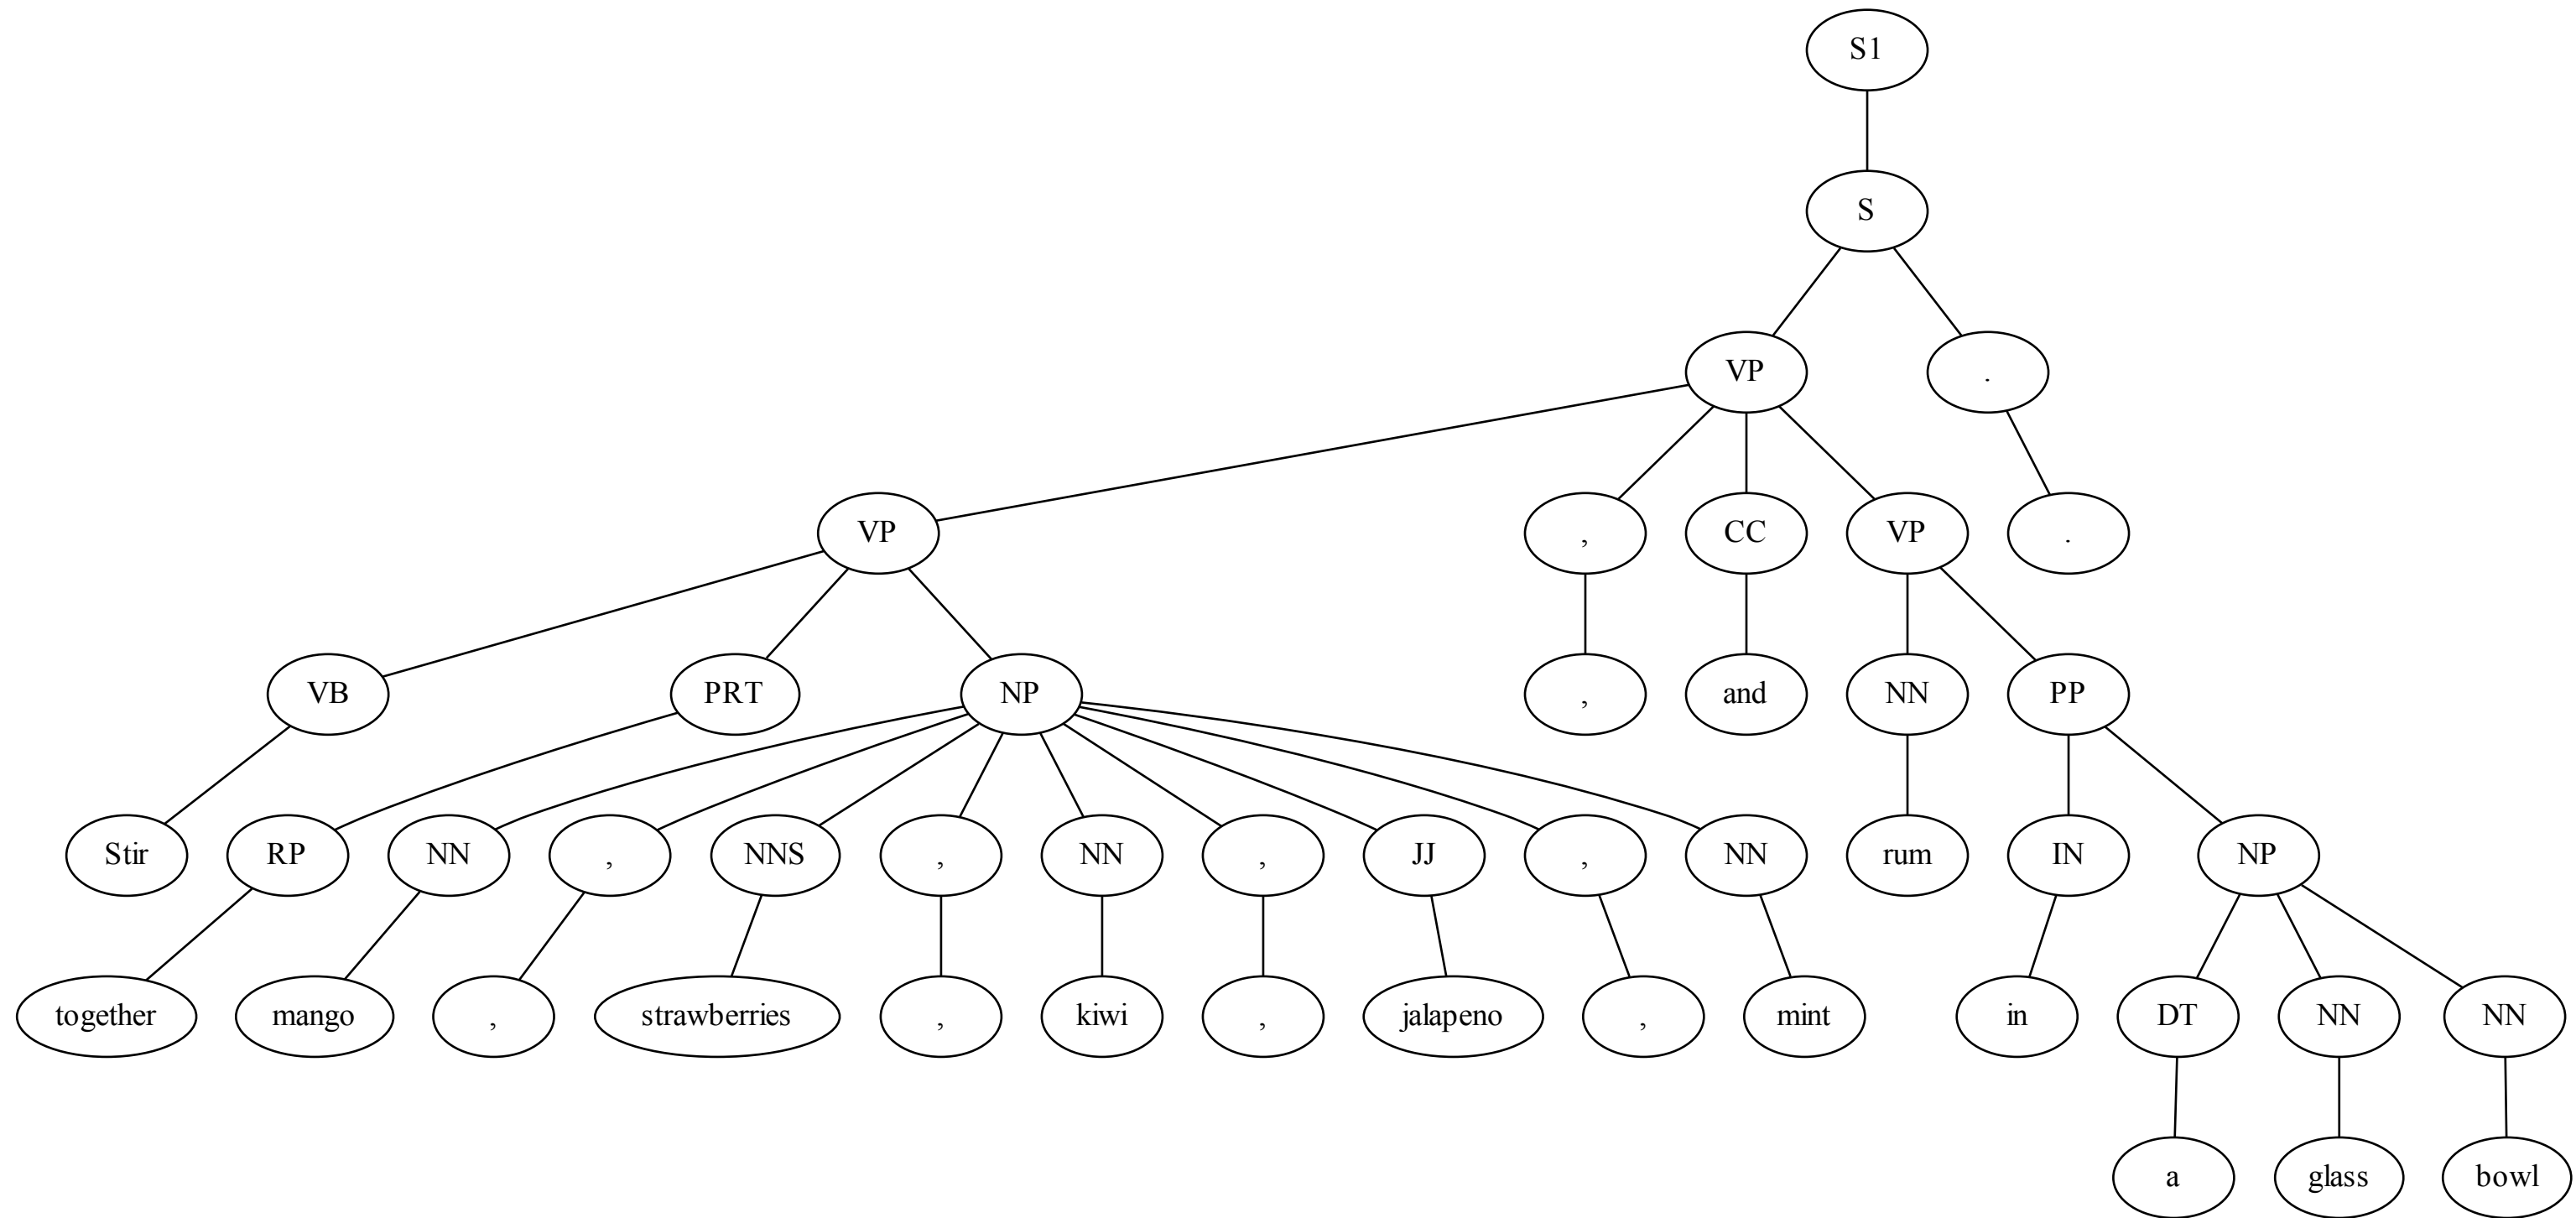 S1
S
VP .
VP , CC VP .
VB PRT NP , and NN PP
Stir RP NN , NNS , NN , JJ , NN rum IN NP
together mango , strawberries , kiwi , jalapeno , mint in DT NN NN
a glass bowl